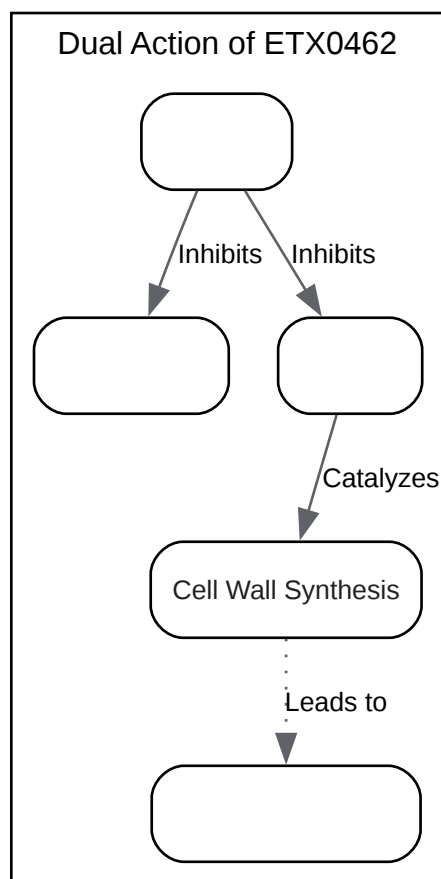 Dual Action of ETX0462
Inhibits
Inhibits
Catalyzes
Cell Wall Synthesis
Leads to